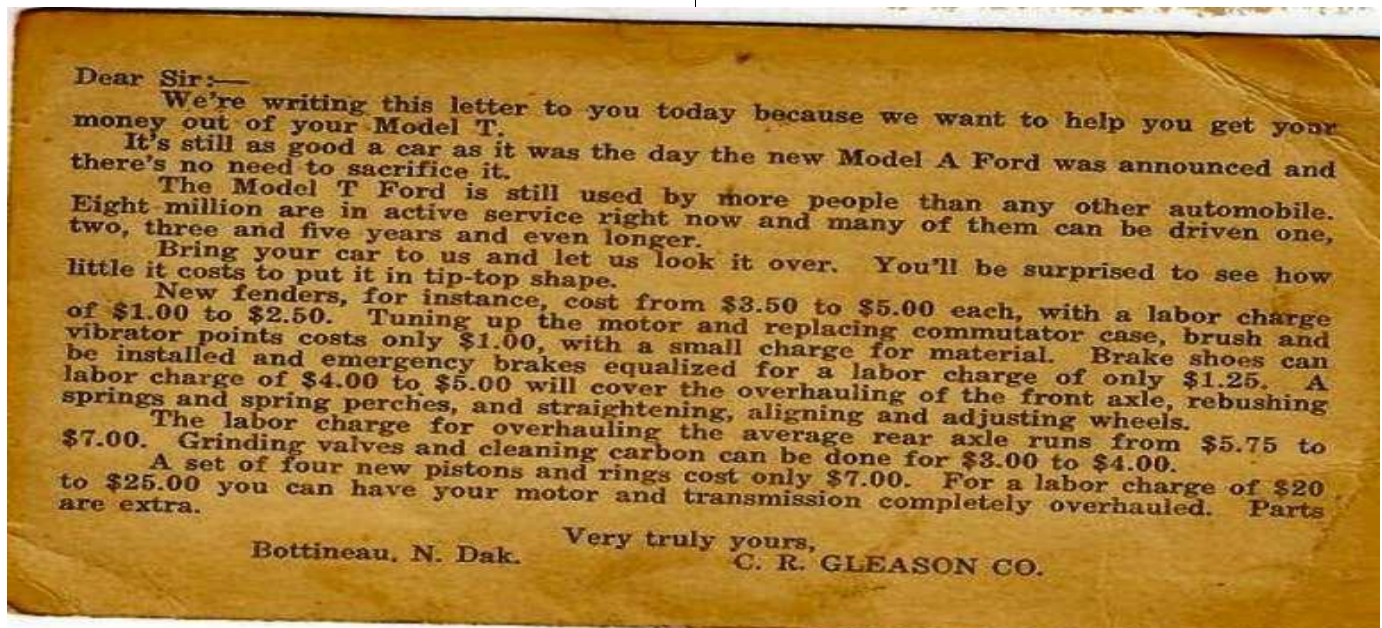 Dear Sir:—
We're writing this letter to you today because we want to help you get your
money out of your Model T.
It's still as good a car as it was the day the new Model A Ford was announced and
there's no need to sacrifice it.
The Model T Ford is still used by more people than any other automobile.
Eight million are in active service right now and many of them can be driven one,
two, three and five years and even longer.
Bring your car to us and let us look it over. You'll be surprised to see how
little it costs to put it in tip-top shape.
New fenders, for instance, cost from $3.50 to $5.00 each, with a labor charge
of $1.00 to $2.50. Tuning up the motor and replacing commutator case, brush and
vibrator points costs only $1.00, with a small charge for material. Brake shoes can
be installed and emergency brakes equalized for a labor charge of only $1.25. A
labor charge of $4.00 to $5.00 will cover the overhauling of the front axle, rebushing
springs and spring perches, and straightening, aligning and adjusting wheels.
The labor charge for overhauling the average rear axle runs from $5.75 to
$7.00. Grinding valves and cleaning carbon can be done for $3.00 to $4.00.
A set of four new pistons and rings cost only $7.00. For a labor charge of $20
to $25.00 you can have your motor and transmission completely overhauled. Parts
are extra.
Very truly yours,
Bottineau, N. Dak. C. R. GLEASON CO.